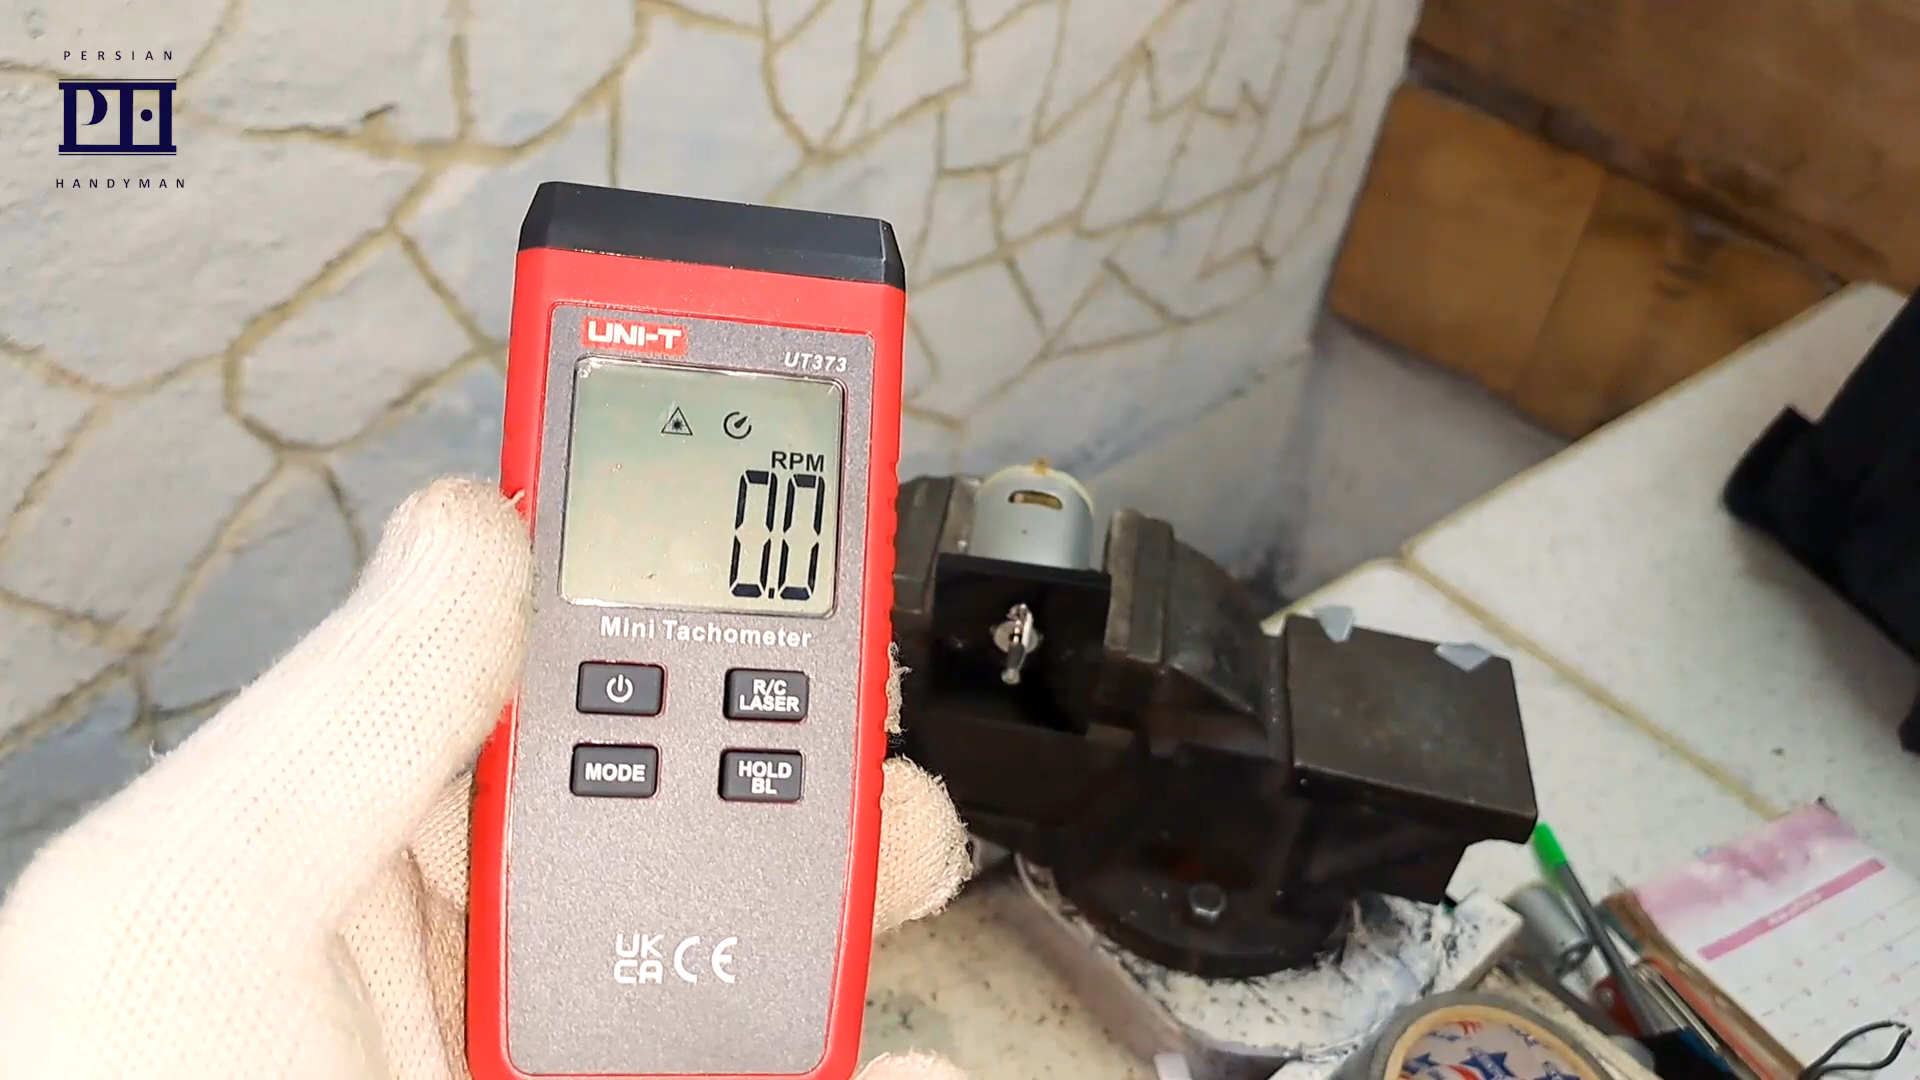 PERSIAN
PH
HANDYMAN
UNI-T
UT373
RPM
0.0
Mini Tachometer
R/C
LASER
MODE
HOLD
BL
UK
CA CE